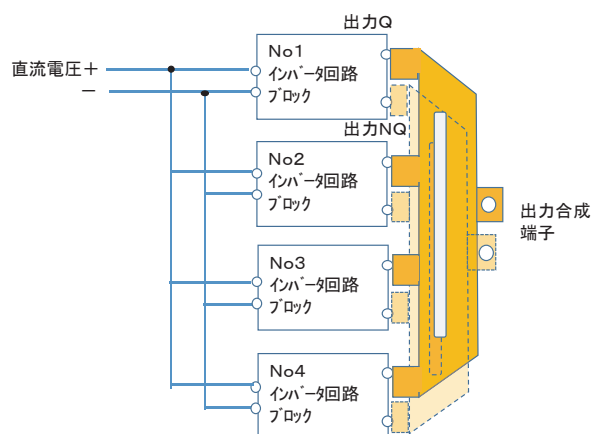 出力Q
直流電圧＋
－
No1
インバータ回路
ブロック
出力NQ
No2
インバータ回路
ブロック
出力合成
端子
No3
インバータ回路
ブロック
No4
インバータ回路
ブロック